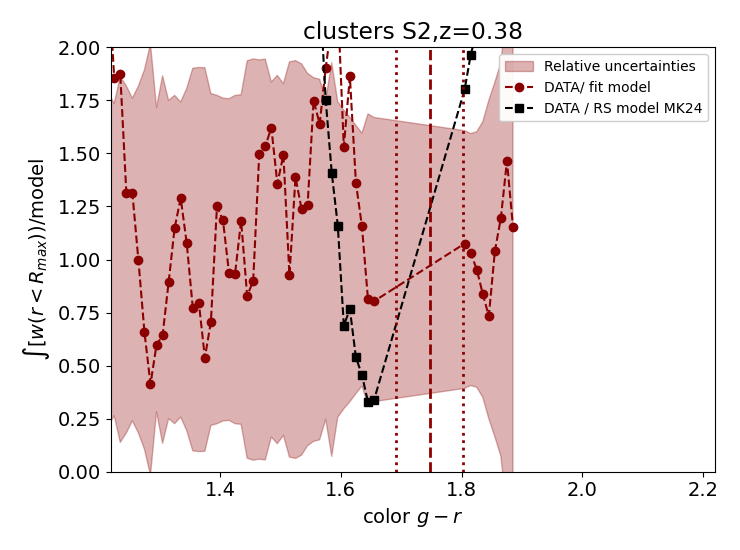 clusters S2,z=0.38
∫[w(r < R_{max}))/model
2.00
1.75
1.50
1.25
1.00
0.75
0.50
0.25
0.00
Relative uncertainties
DATA/ fit model
DATA / RS model MK24
1.4 1.6 1.8 2.0 2.2
color g − r